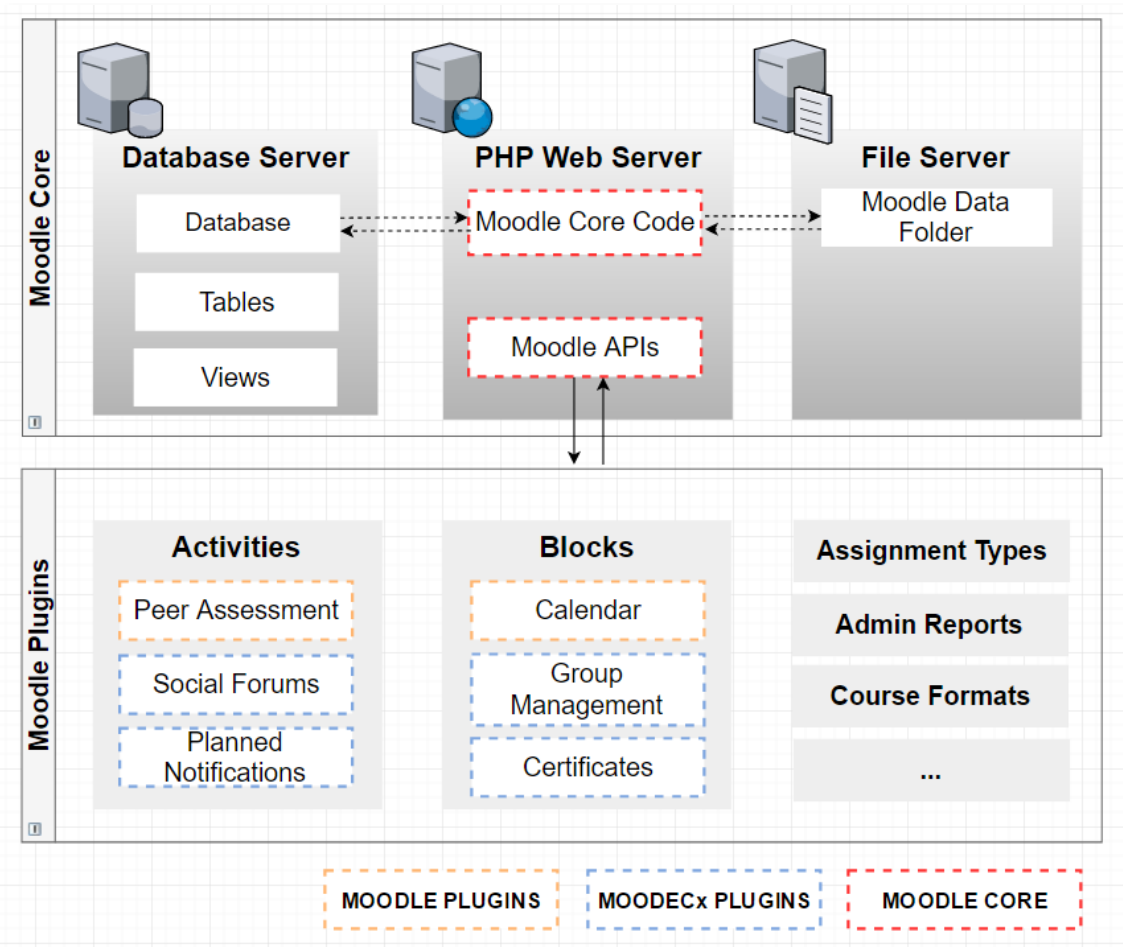 Moodle Core
Database Server
Database
Tables
Views
PHP Web Server
Moodle Core Code
Moodle APIs
File Server
Moodle Data
Folder
Moodle Plugins
Activities
Peer Assessment
Social Forums
Planned
Notifications
Blocks
Calendar
Group
Management
Certificates
Assignment Types
Admin Reports
Course Formats
...
MOODLE PLUGINS
MOODECx PLUGINS
MOODLE CORE